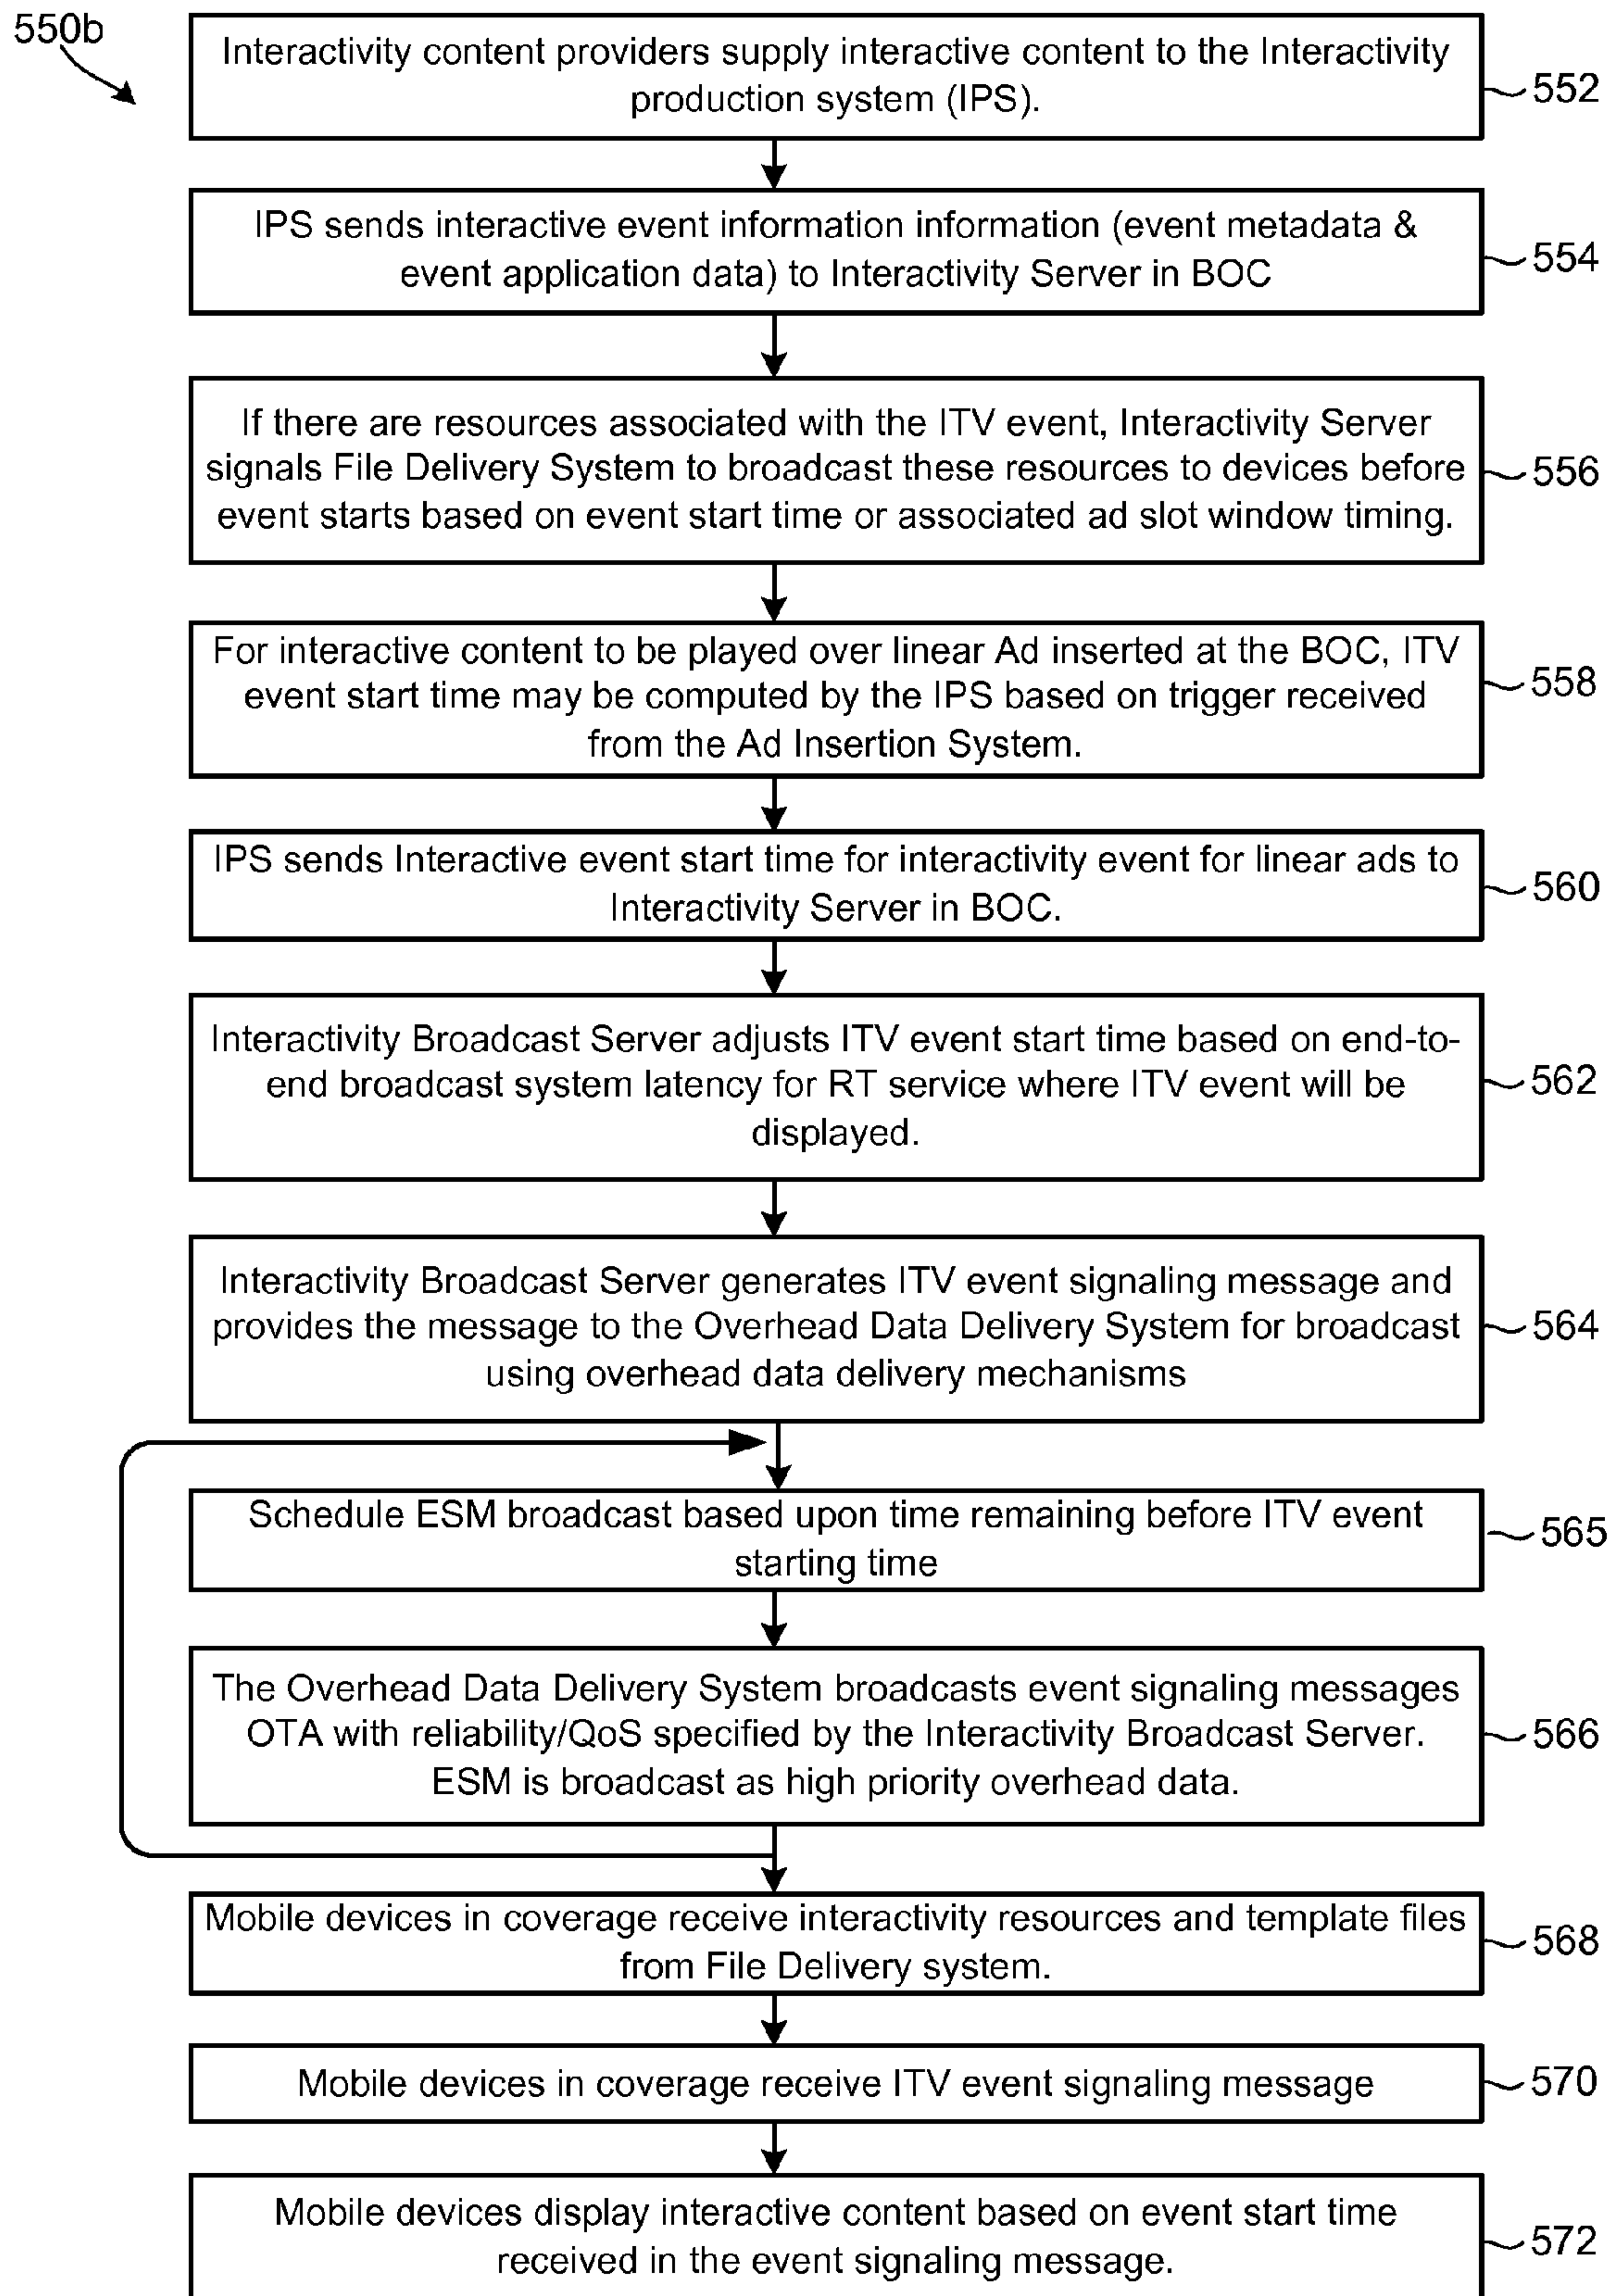 550b
Interactivity content providers supply interactive content to the Interactivity
production system (IPS).
552
IPS sends interactive event information information (event metadata &
event application data) to Interactivity Server in BOC
554
If there are resources associated with the ITV event, Interactivity Server
signals File Delivery System to broadcast these resources to devices before
event starts based on event start time or associated ad slot window timing.
556
For interactive content to be played over linear Ad inserted at the BOC, ITV
event start time may be computed by the IPS based on trigger received
from the Ad Insertion System.
558
IPS sends Interactive event start time for interactivity event for linear ads to
Interactivity Server in BOC.
560
Interactivity Broadcast Server adjusts ITV event start time based on end-to-
end broadcast system latency for RT service where ITV event will be
displayed.
562
Interactivity Broadcast Server generates ITV event signaling message and
provides the message to the Overhead Data Delivery System for broadcast
using overhead data delivery mechanisms
564
Schedule ESM broadcast based upon time remaining before ITV event
starting time
565
The Overhead Data Delivery System broadcasts event signaling messages
OTA with reliability/QoS specified by the Interactivity Broadcast Server.
ESM is broadcast as high priority overhead data.
566
Mobile devices in coverage receive interactivity resources and template files
from File Delivery system.
568
Mobile devices in coverage receive ITV event signaling message
570
Mobile devices display interactive content based on event start time
received in the event signaling message.
572